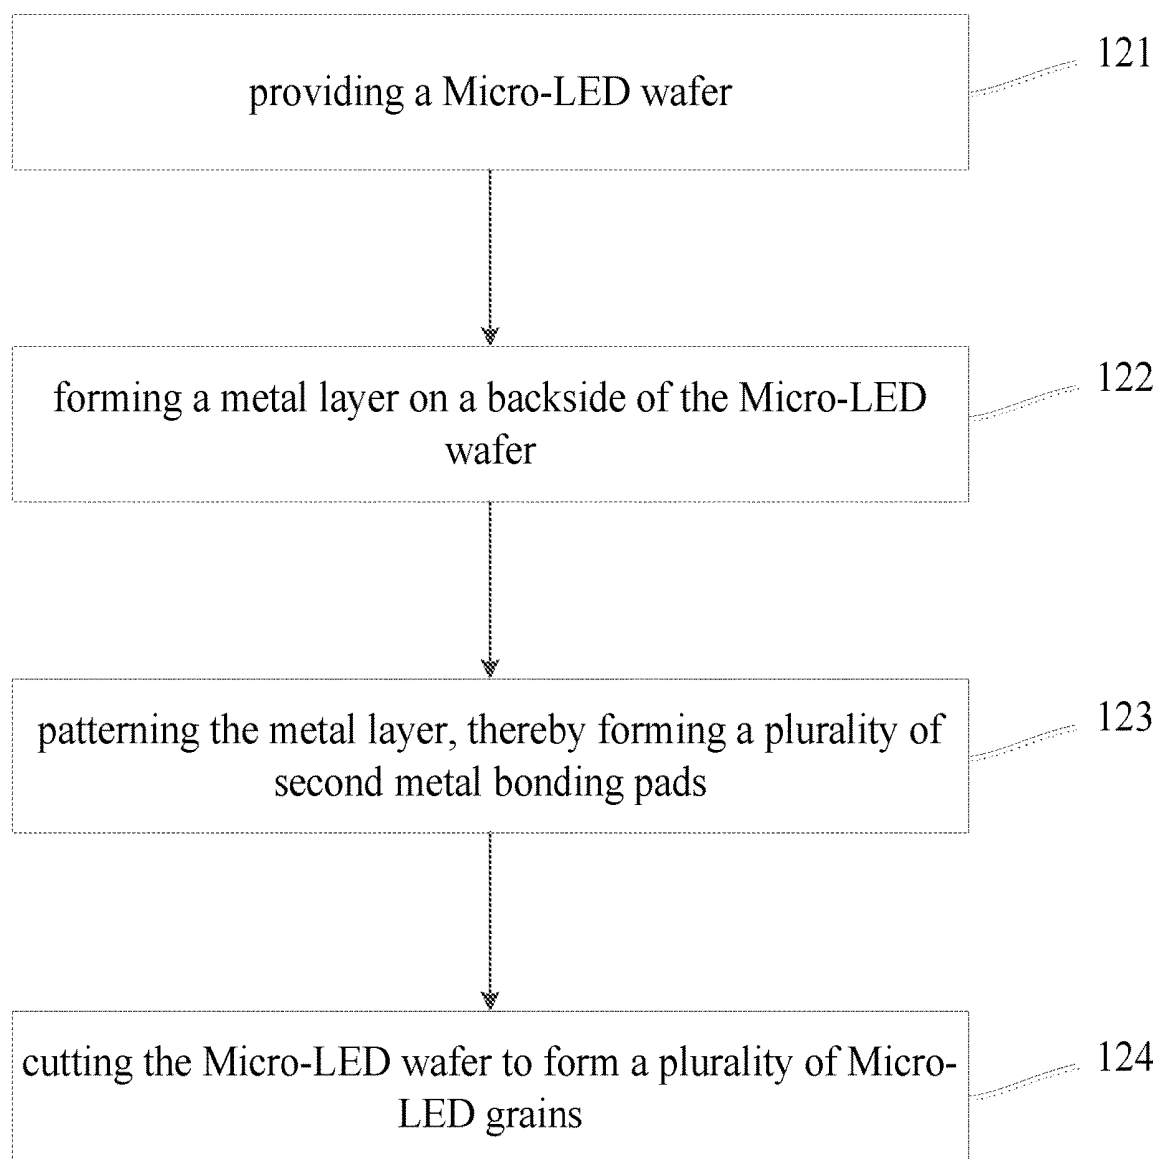 providing a Micro-LED wafer
121
forming a metal layer on a backside of the Micro-LED
wafer
122
patterning the metal layer, thereby forming a plurality of
second metal bonding pads
123
cutting the Micro-LED wafer to form a plurality of Micro-
LED grains
124